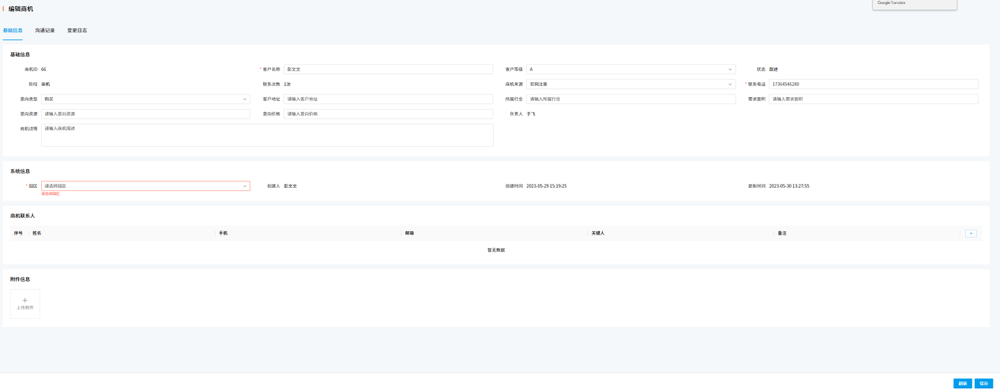 Google Translate
编辑商机
基础信息 沟通记录 变更日志
基础信息
商机ID 66 * 客户名称 彭文文 客户等级 A 状态 跟进
阶段 商机 联系次数 1次 商机来源 官网注册 * 联系电话 17364546280
意向类型 购买 客户地址 请输入客户地址 所属行业 请输入所属行业 需求面积 请输入需求面积
意向资源 请输入意向资源 意向价格 请输入意向价格 负责人 于飞
商机详情 请输入商机描述
系统信息
* 园区 请选择园区 创建人 彭文文 创建时间 2023-05-29 15:19:25 更新时间 2023-05-30 13:27:55
请选择园区
商机联系人
序号 姓名 手机 邮箱 关键人 备注 +
暂无数据
附件信息
+
上传附件
刷新 保存